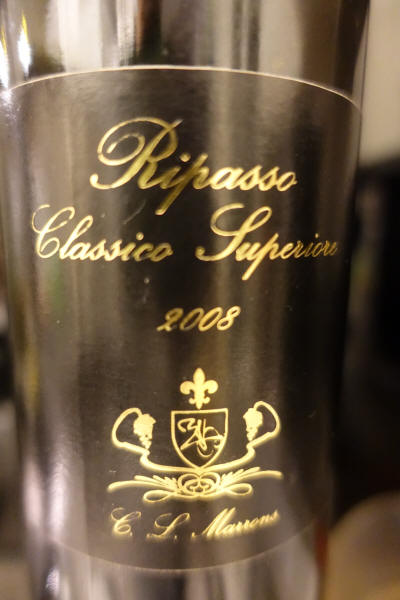 Ripasso
Classico Superiore
2008
C. L. Marrons